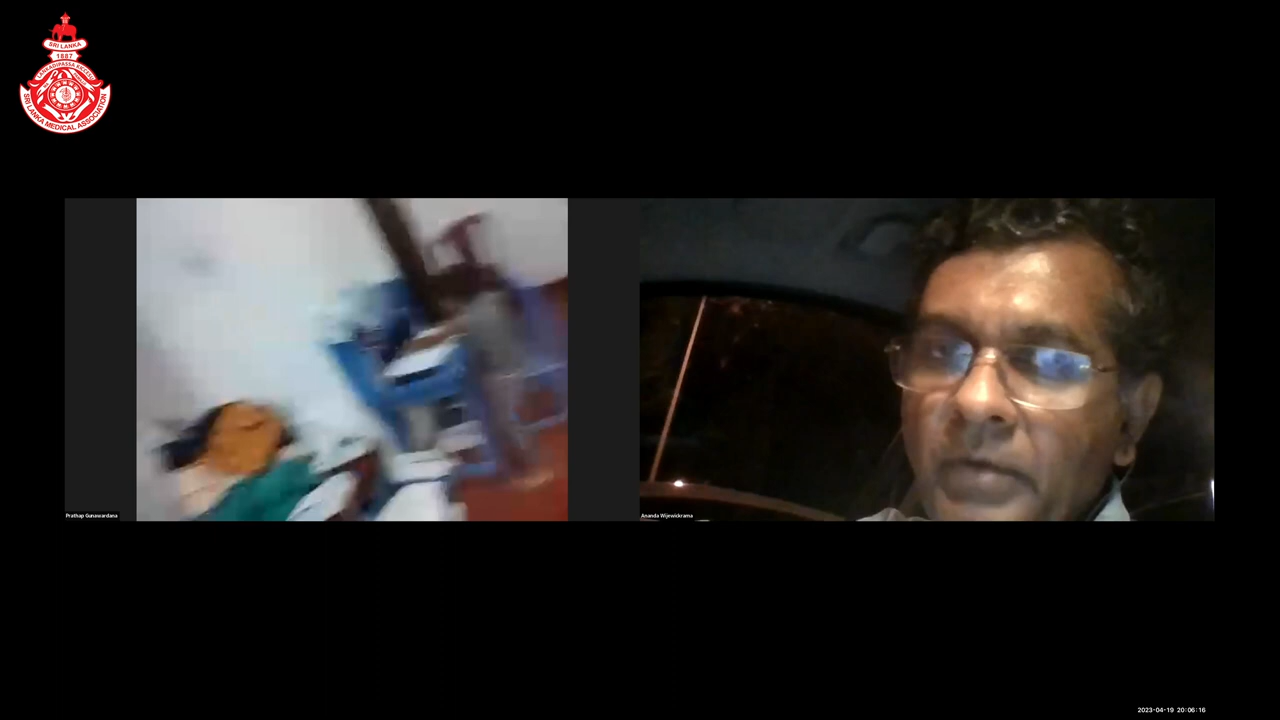 SRI LANKA
1887
SRI LANKA MEDICAL ASSOCIATION
Prathap Gunawardana
Ananda Wijewickrama
2023-04-19 20:06:16